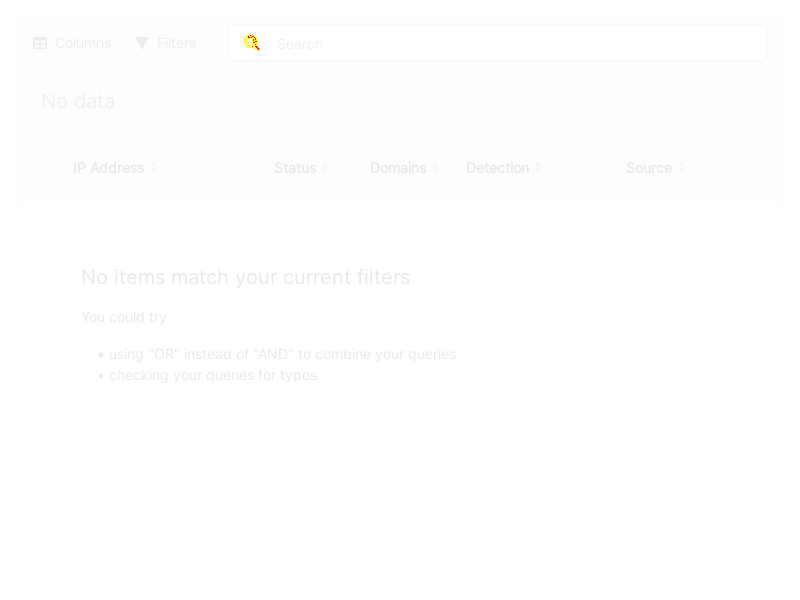 Columns Filters Search
No data
IP Address Status Domains Detection Source
No items match your current filters
You could try
• using "OR" instead of "AND" to combine your queries
• checking your queries for typos